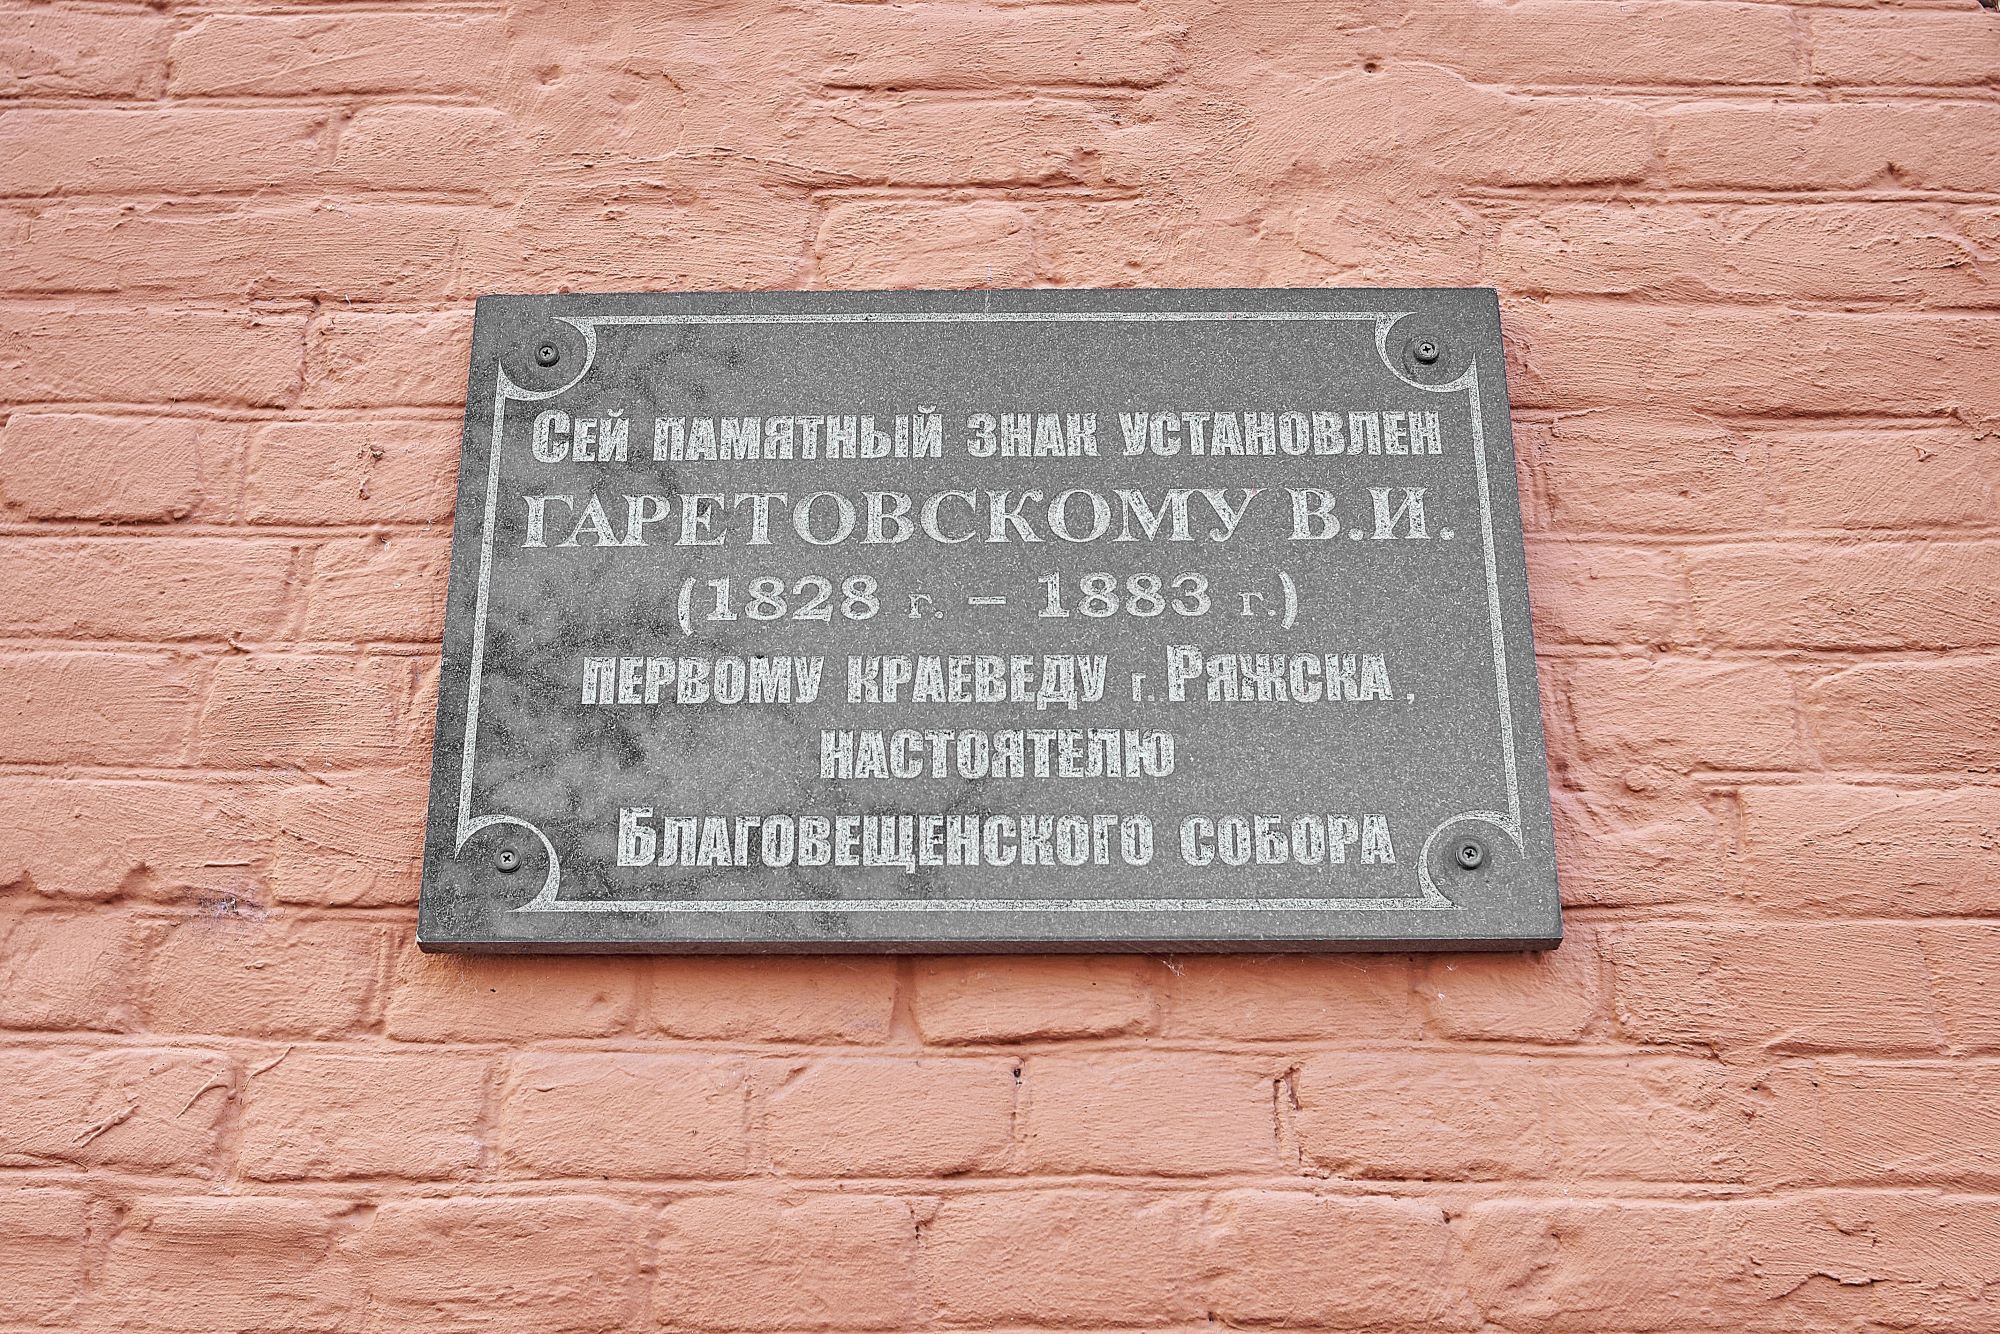 Сей памятный знак установлен
ГАРЕТОВСКОМУ В.И.
(1828 г. – 1883 г.)
первому краеведу г. Ряжска,
настоятелю
Благовещенского собора